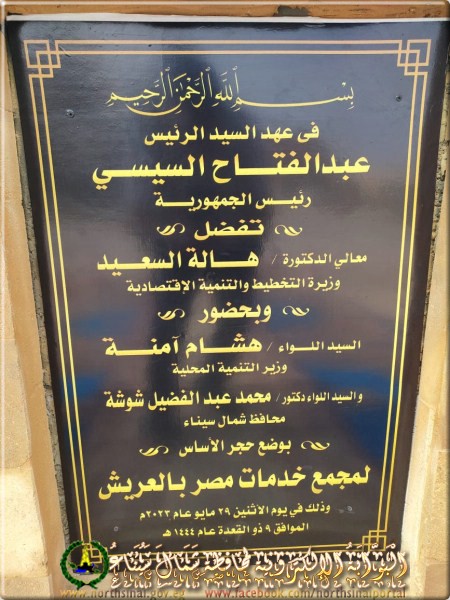 بسم الله الرحمن الرحيم
فى عهد السيد الرئيس
عبدالفتاح السيسي
رئيس الجمهورية
تفضل
معالي الدكتورة / هالة السعيد
وزيرة التخطيط والتنمية الإقتصادية
وبحضور
السيد اللواء / هشام آمنة
وزير التنمية المحلية
والسيد اللواء دكتور/ محمد عبد الفضيل شوشة
محافظ شمال سيناء
بوضع حجر الأساس
لمجمع خدمات مصر بالعريش
وذلك في يوم الاثنين ٢٩ مايو عام ٢٠٢٣م
الموافق ٩ ذو القعدة عام ١٤٤٤ هـ
البوابة الإلكترونية لمحافظة شمال سيناء
www.northsinai.gov.eg www.facebook.com/northsinaiportal